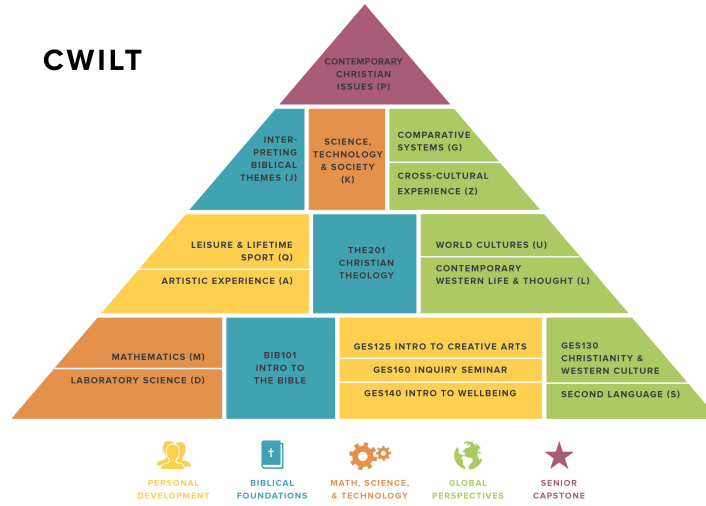 CWILT
CONTEMPORARY
CHRISTIAN
ISSUES (P)
INTER-
PRETING
BIBLICAL
THEMES (J)
SCIENCE,
TECHNOLOGY
& SOCIETY
(K)
COMPARATIVE
SYSTEMS (G)
CROSS-CULTURAL
EXPERIENCE (Z)
LEISURE & LIFETIME
SPORT (Q)
ARTISTIC EXPERIENCE (A)
THE201
CHRISTIAN
THEOLOGY
WORLD CULTURES (U)
CONTEMPORARY
WESTERN LIFE & THOUGHT (L)
MATHEMATICS (M)
LABORATORY SCIENCE (D)
BIB101
INTRO TO
THE BIBLE
GES125 INTRO TO CREATIVE ARTS
GES160 INQUIRY SEMINAR
GES140 INTRO TO WELLBEING
GES130
CHRISTIANITY &
WESTERN CULTURE
SECOND LANGUAGE (S)
PERSONAL
DEVELOPMENT
BIBLICAL
FOUNDATIONS
MATH, SCIENCE,
& TECHNOLOGY
GLOBAL
PERSPECTIVES
SENIOR
CAPSTONE